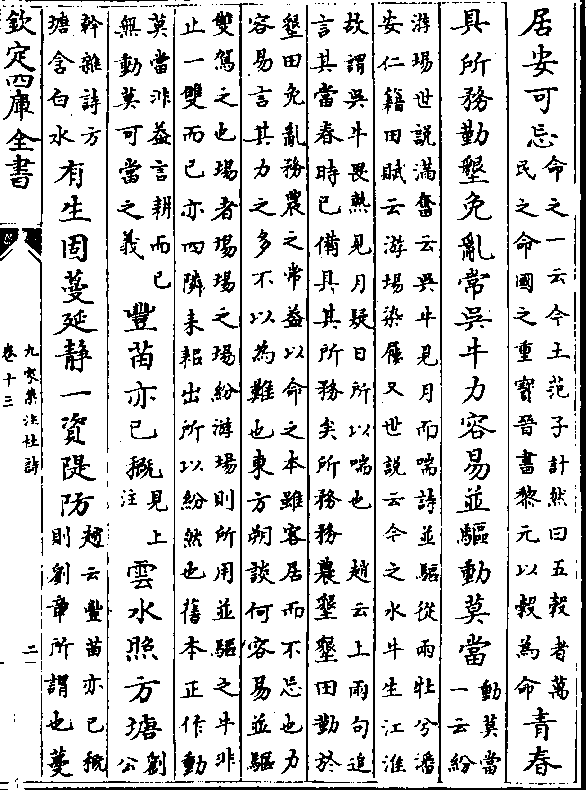 居安可忌命之一云今土范子計然曰五穀者萬
民之命國之重寶晉書黎元以穀為命青春
具所務勤墾免亂常吳牛力容易並驅動莫當動莫當
一云紛
游場世說滿奮云吳牛見月而喘詩並驅從兩牡兮潘
安仁籍田賦云游場染屨又世說云今之水牛生江淮
故謂吳牛畏熱見月疑日所以喘也 趙云上兩句追
言其當春時已備具其所務矣所務務農墾墾田勤於
墾田免亂務農之常益以命之本雖客居而不忌也力
容易言其力之多不以為難也東方朔談何容易並驅
雙駕之也場者場場之場紛游場則所用並驅之牛非
止一雙而已亦四隣耒耜出所以紛然也舊本正作動
莫當非益言耕而已
無動莫可當之義豐苗亦已穊見上
注雲水照方塘劉
公
幹雜詩方
塘含白水有生固蔓延静一資隄防趙云豐苗亦已穊
則劉章所謂也蔓
欽定四庫全書
九家集注杜詩
卷十三
二